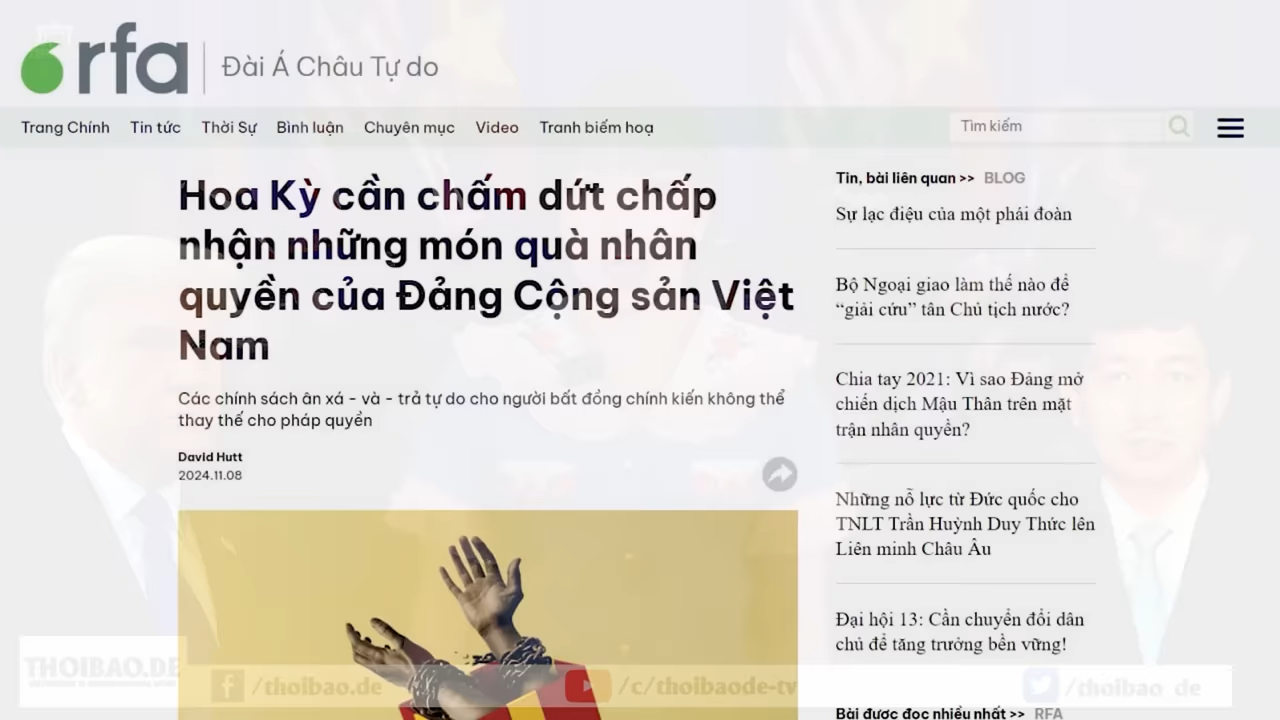 rfa Đài Á Châu Tự do
Trang Chính Tin tức Thời Sự Bình luận Chuyên mục Video Tranh biếm hoạ Tìm kiếm
Hoa Kỳ cần chấm dứt chấp
nhận những món quà nhân
quyền của Đảng Cộng sản Việt
Nam
Các chính sách ân xá - và - trả tự do cho người bất đồng chính kiến không thể
thay thế cho pháp quyền
David Hutt
2024.11.08
Tin, bài liên quan >> BLOG
Sự lạc điệu của một phái đoàn
Bộ Ngoại giao làm thế nào để
“giải cứu” tân Chủ tịch nước?
Chia tay 2021: Vì sao Đảng mở
chiến dịch Mậu Thân trên mặt
trận nhân quyền?
Những nỗ lực từ Đức quốc cho
TNLT Trần Huỳnh Duy Thức lên
Liên minh Châu Âu
Đại hội 13: Cần chuyển đổi dân
chủ để tăng trưởng bền vững!
Bài được đọc nhiều nhất >> RFA
THOIBAO.DE
/thoibao.de
/c/thoibaode-tv
/thoibao_de